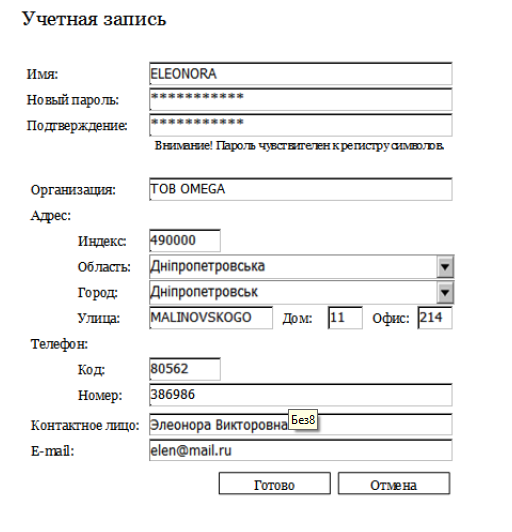 Учетная запись
Имя: ELEONORA
Новый пароль: ***********
Подтверждение: ***********
Внимание! Пароль чувствителен к регистру символов.
Организация: ТОВ OMEGA
Адрес:
Индекс: 490000
Область: Дніпропетровська
Город: Дніпропетровськ
Улица: MALINOVSKOGO Дом: 11 Офис: 214
Телефон:
Код: 80562
Номер: 386986
Контактное лицо: Элеонора Викторовна Без8
E-mail: elen@mail.ru
Готово Отмена